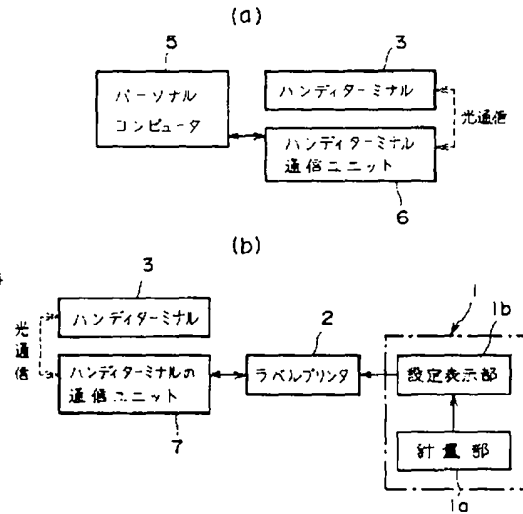 (a)
5
3
パーソナル
コンピュータ
ハンディターミナル
光通信
ハンディターミナル
通信ユニット
6
(b)
3
2
1
1b
光通信
ハンディターミナル
ハンディターミナルの
通信ユニット
ラベルプリンタ
設定表示部
計量部
7
1a